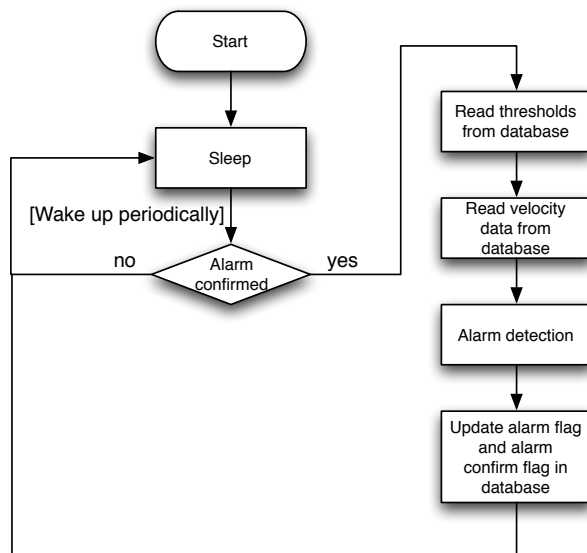 Start
Sleep
[Wake up periodically]
no
Alarm
confirmed
yes
Read thresholds
from database
Read velocity
data from
database
Alarm detection
Update alarm flag
and alarm
confirm flag in
database